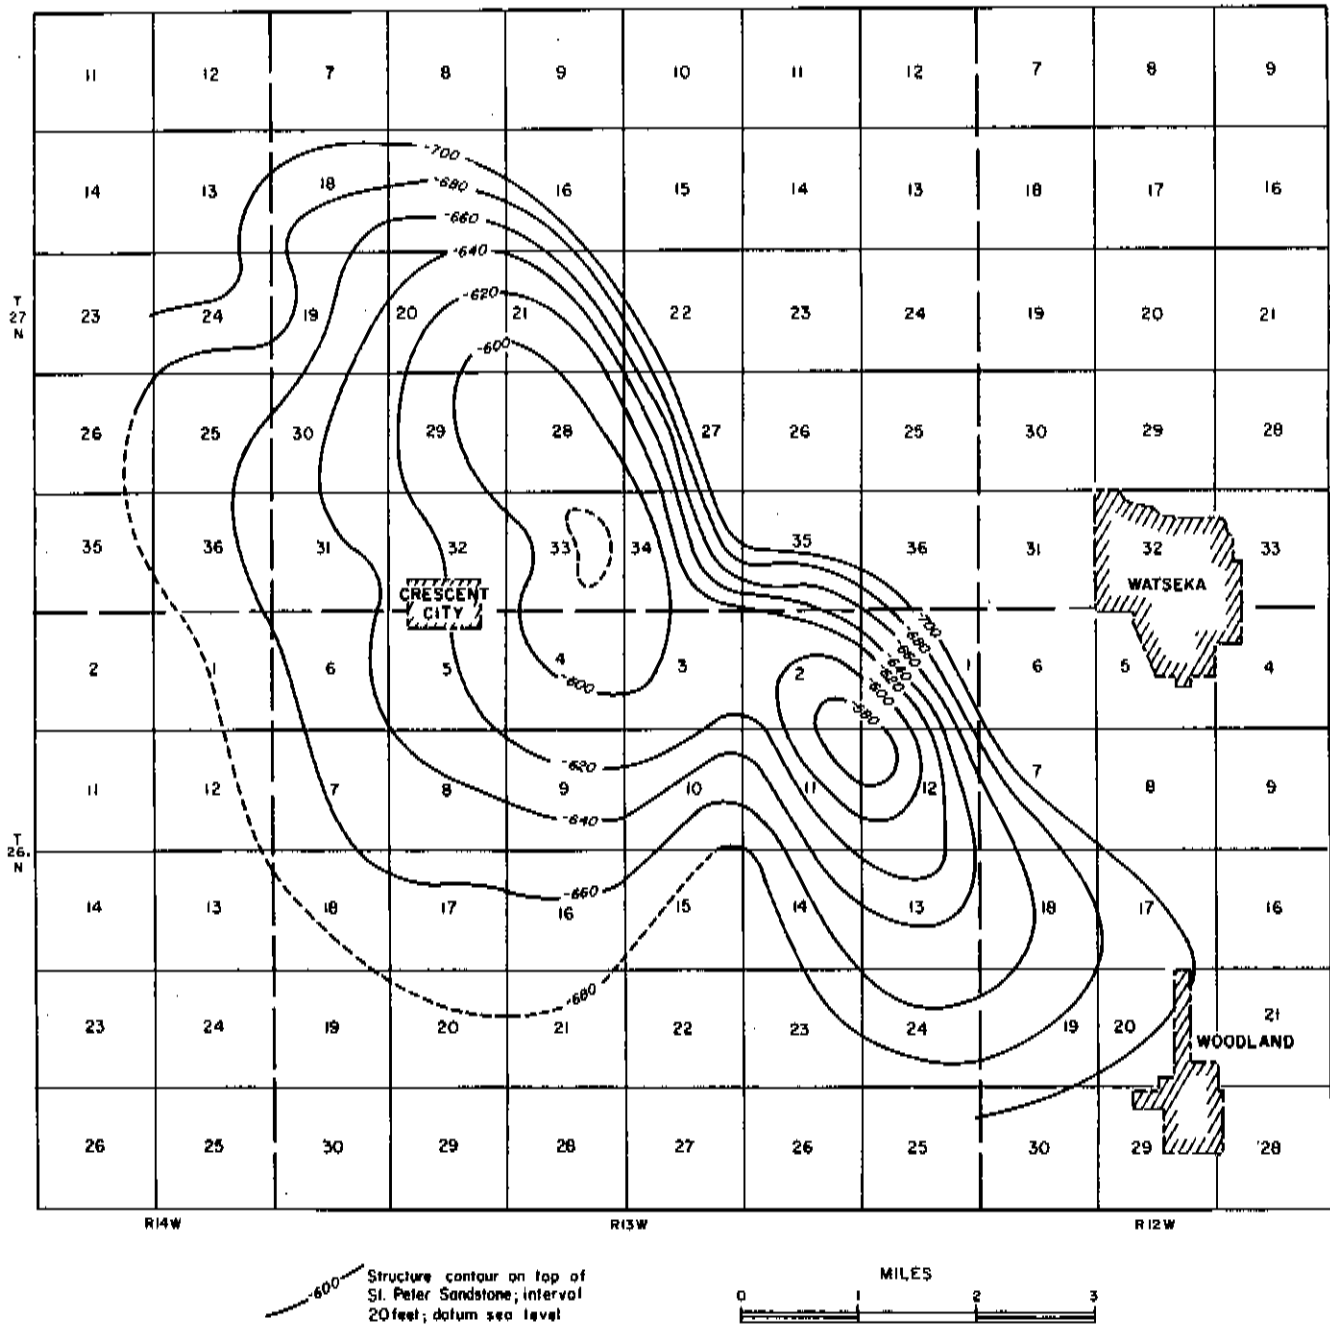 11 12 7 8 9 10 11 12 7 8 9
-700
14 13 18 -680 16 15 14 13 18 17 16
-660
-640
T
27
N
23 24 19 20 -620 21 22 23 24 19 20 21
-600
26 25 30 29 28 27 26 25 30 29 28
35 36 31 32 33 34 35 36 31 32 33
CRESCENT
CITY
WATSEKA
-700
-680
-660
-640
-620
-600
-580
2 1 6 5 4 3 2 1 6 5 4
-600
-620
11 12 7 8 9 10 11 12 7 8 9
-640
T
26.
N
-660
14 13 18 17 16 15 14 13 18 17 16
-680
23 24 19 20 21 22 23 24 19 20 21
WOODLAND
26 25 30 29 28 27 26 25 30 29 28
R14W R13W R12W
-600
Structure contour on top of
St. Peter Sandstone; interval
20 feet; datum sea level
MILES
0 1 2 3